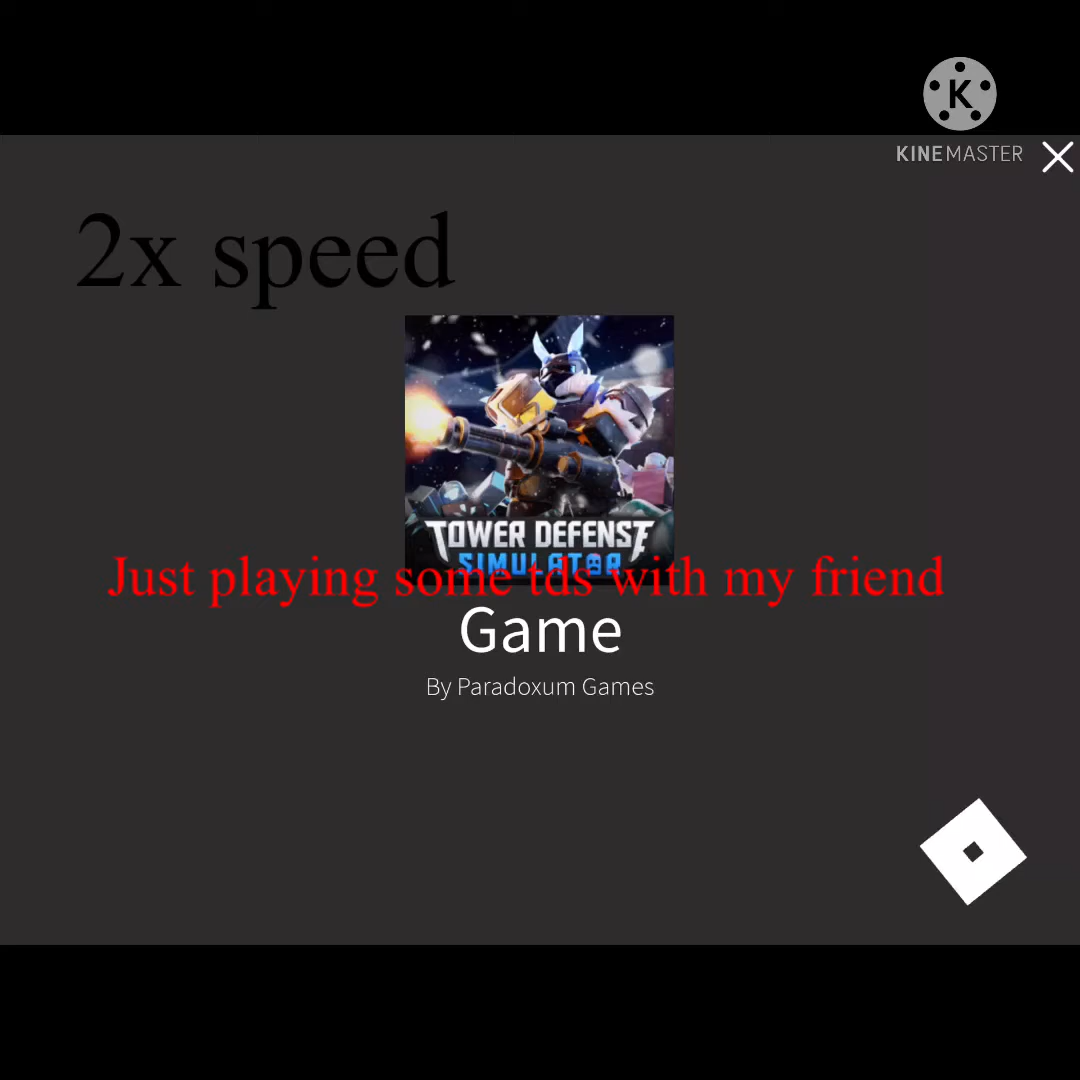 K
KINEMASTER
2x speed
TOWER DEFENSE
SIMULATOR
Just playing some tds with my friend
Game
By Paradoxum Games